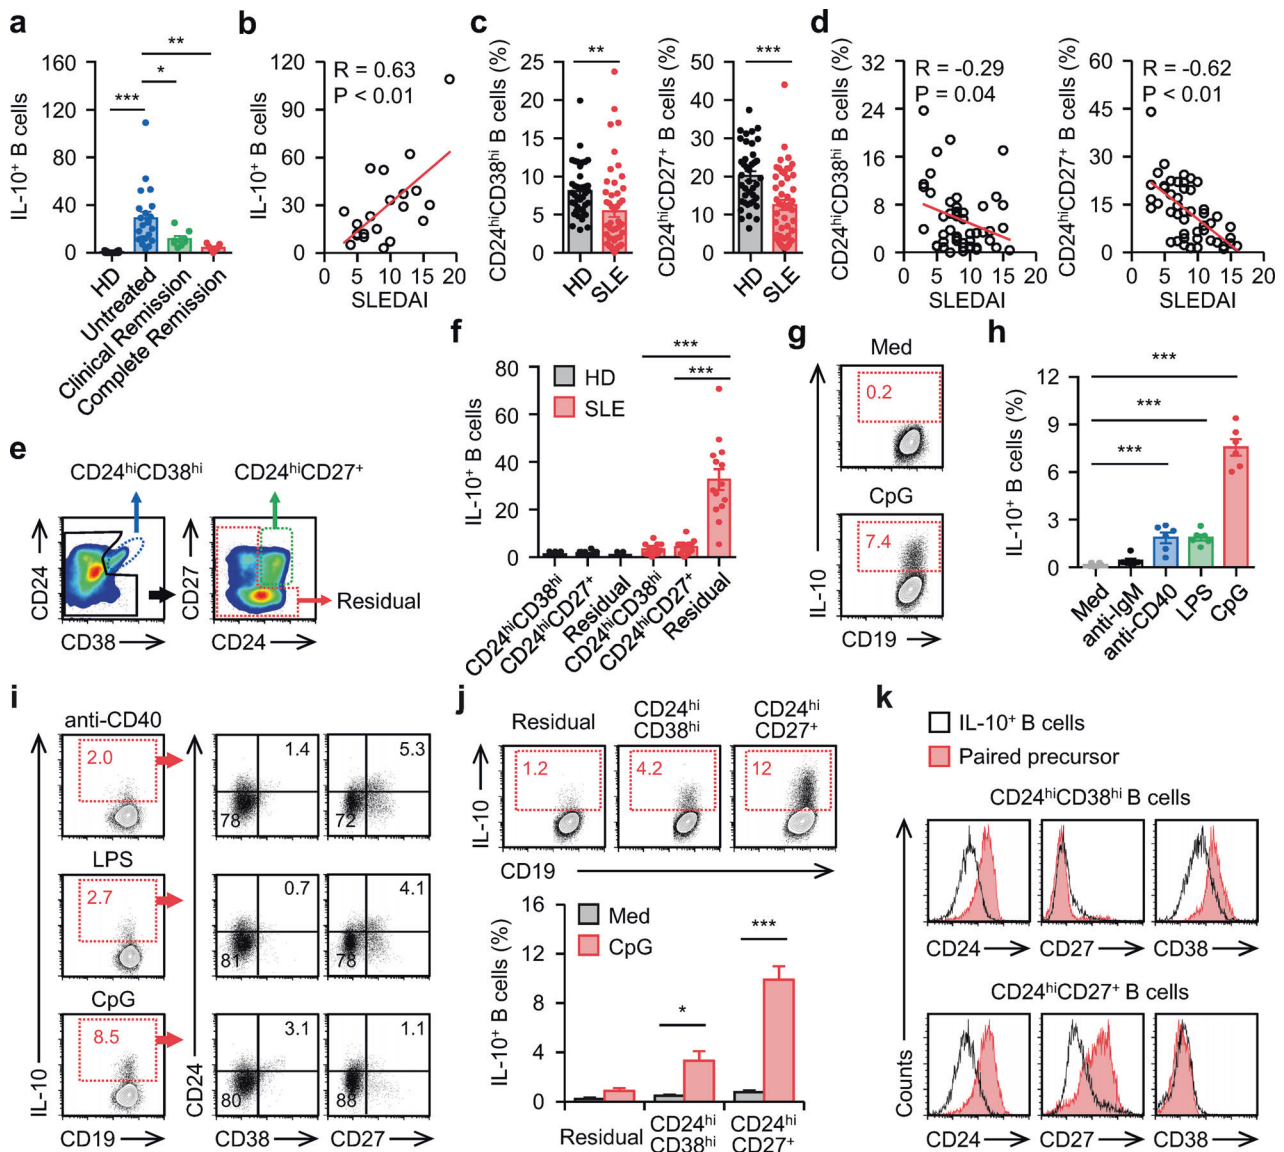 a
IL-10⁺ B cells
160
120
80
40
0
***
*
**
HD
Untreated
Clinical Remission
Complete Remission
b
IL-10⁺ B cells
120
90
60
30
0
R = 0.63
P < 0.01
0 5 10 15 20
SLEDAI
c
CD24ʰⁱCD38ʰⁱ B cells (%)
25
20
15
10
5
0
**
HD
SLE
CD24ʰⁱCD27⁺ B cells (%)
50
40
30
20
10
0
***
HD
SLE
d
CD24ʰⁱCD38ʰⁱ B cells (%)
32
24
16
8
0
R = -0.29
P = 0.04
0 5 10 15 20
SLEDAI
CD24ʰⁱCD27⁺ B cells (%)
60
45
30
15
0
R = -0.62
P < 0.01
0 5 10 15 20
SLEDAI
e
CD24ʰⁱCD38ʰⁱ
CD24ʰⁱCD27⁺
CD24
CD38
CD27
CD24
Residual
f
IL-10⁺ B cells
80
60
40
20
0
HD
SLE
***
***
CD24ʰⁱCD38ʰⁱ
CD24ʰⁱCD27⁺
Residual
CD24ʰⁱCD38ʰⁱ
CD24ʰⁱCD27⁺
Residual
g
Med
0.2
CpG
7.4
IL-10
CD19
h
IL-10⁺ B cells (%)
12
9
6
3
0
***
***
***
Med
anti-IgM
anti-CD40
LPS
CpG
i
anti-CD40
2.0
1.4
78
5.3
72
LPS
2.7
0.7
81
4.1
78
CpG
8.5
3.1
80
1.1
88
IL-10
CD24
CD19
CD38
CD27
j
Residual
CD24ʰⁱ
CD38ʰⁱ
CD24ʰⁱ
CD27⁺
1.2
4.2
12
IL-10
CD19
IL-10⁺ B cells (%)
16
12
8
4
0
Med
CpG
*
***
Residual
CD24ʰⁱ
CD38ʰⁱ
CD24ʰⁱ
CD27⁺
k
IL-10⁺ B cells
Paired precursor
CD24ʰⁱCD38ʰⁱ B cells
CD24
CD27
CD38
CD24ʰⁱCD27⁺ B cells
Counts
CD24
CD27
CD38